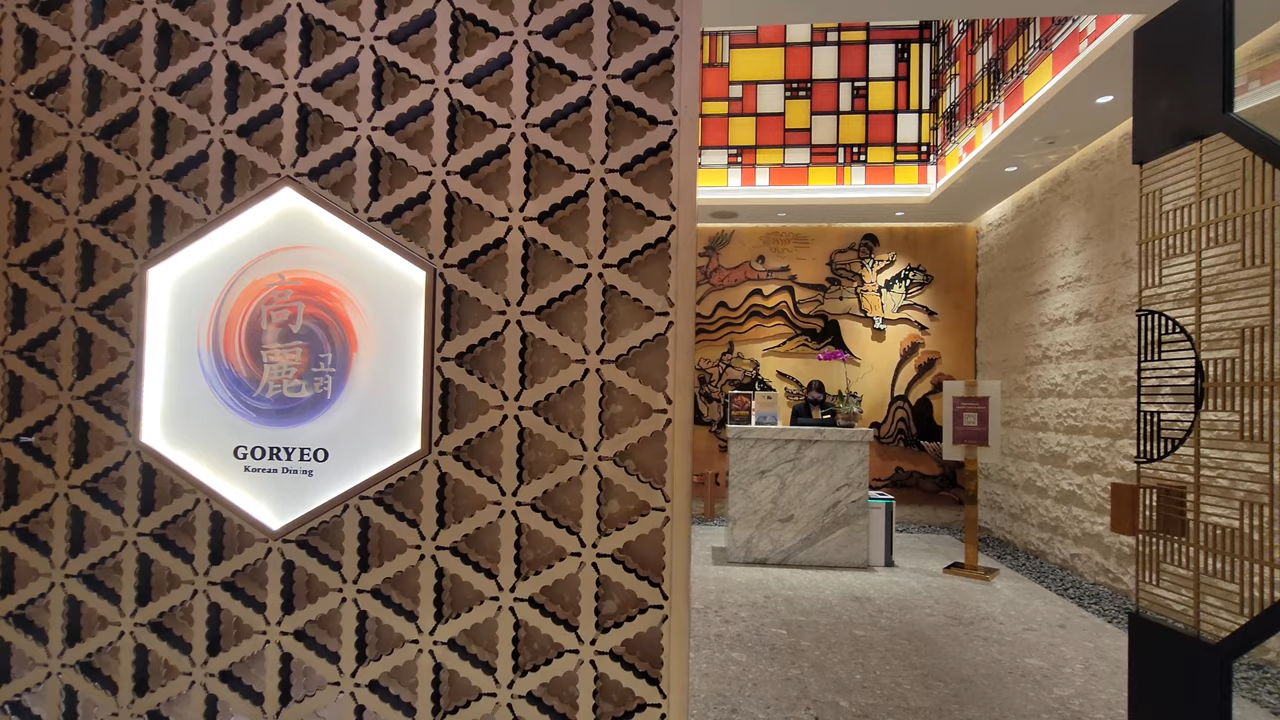 高
麗
고
려
GORYEO
Korean Dining